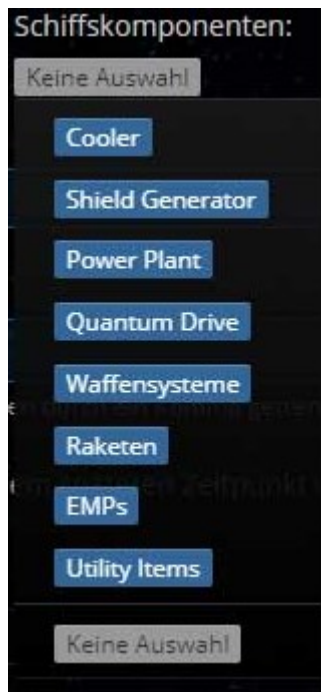 Schiffskomponenten:
Keine Auswahl
Cooler
Shield Generator
Power Plant
Quantum Drive
Waffensysteme
Raketen
EMPs
Utility Items
Keine Auswahl